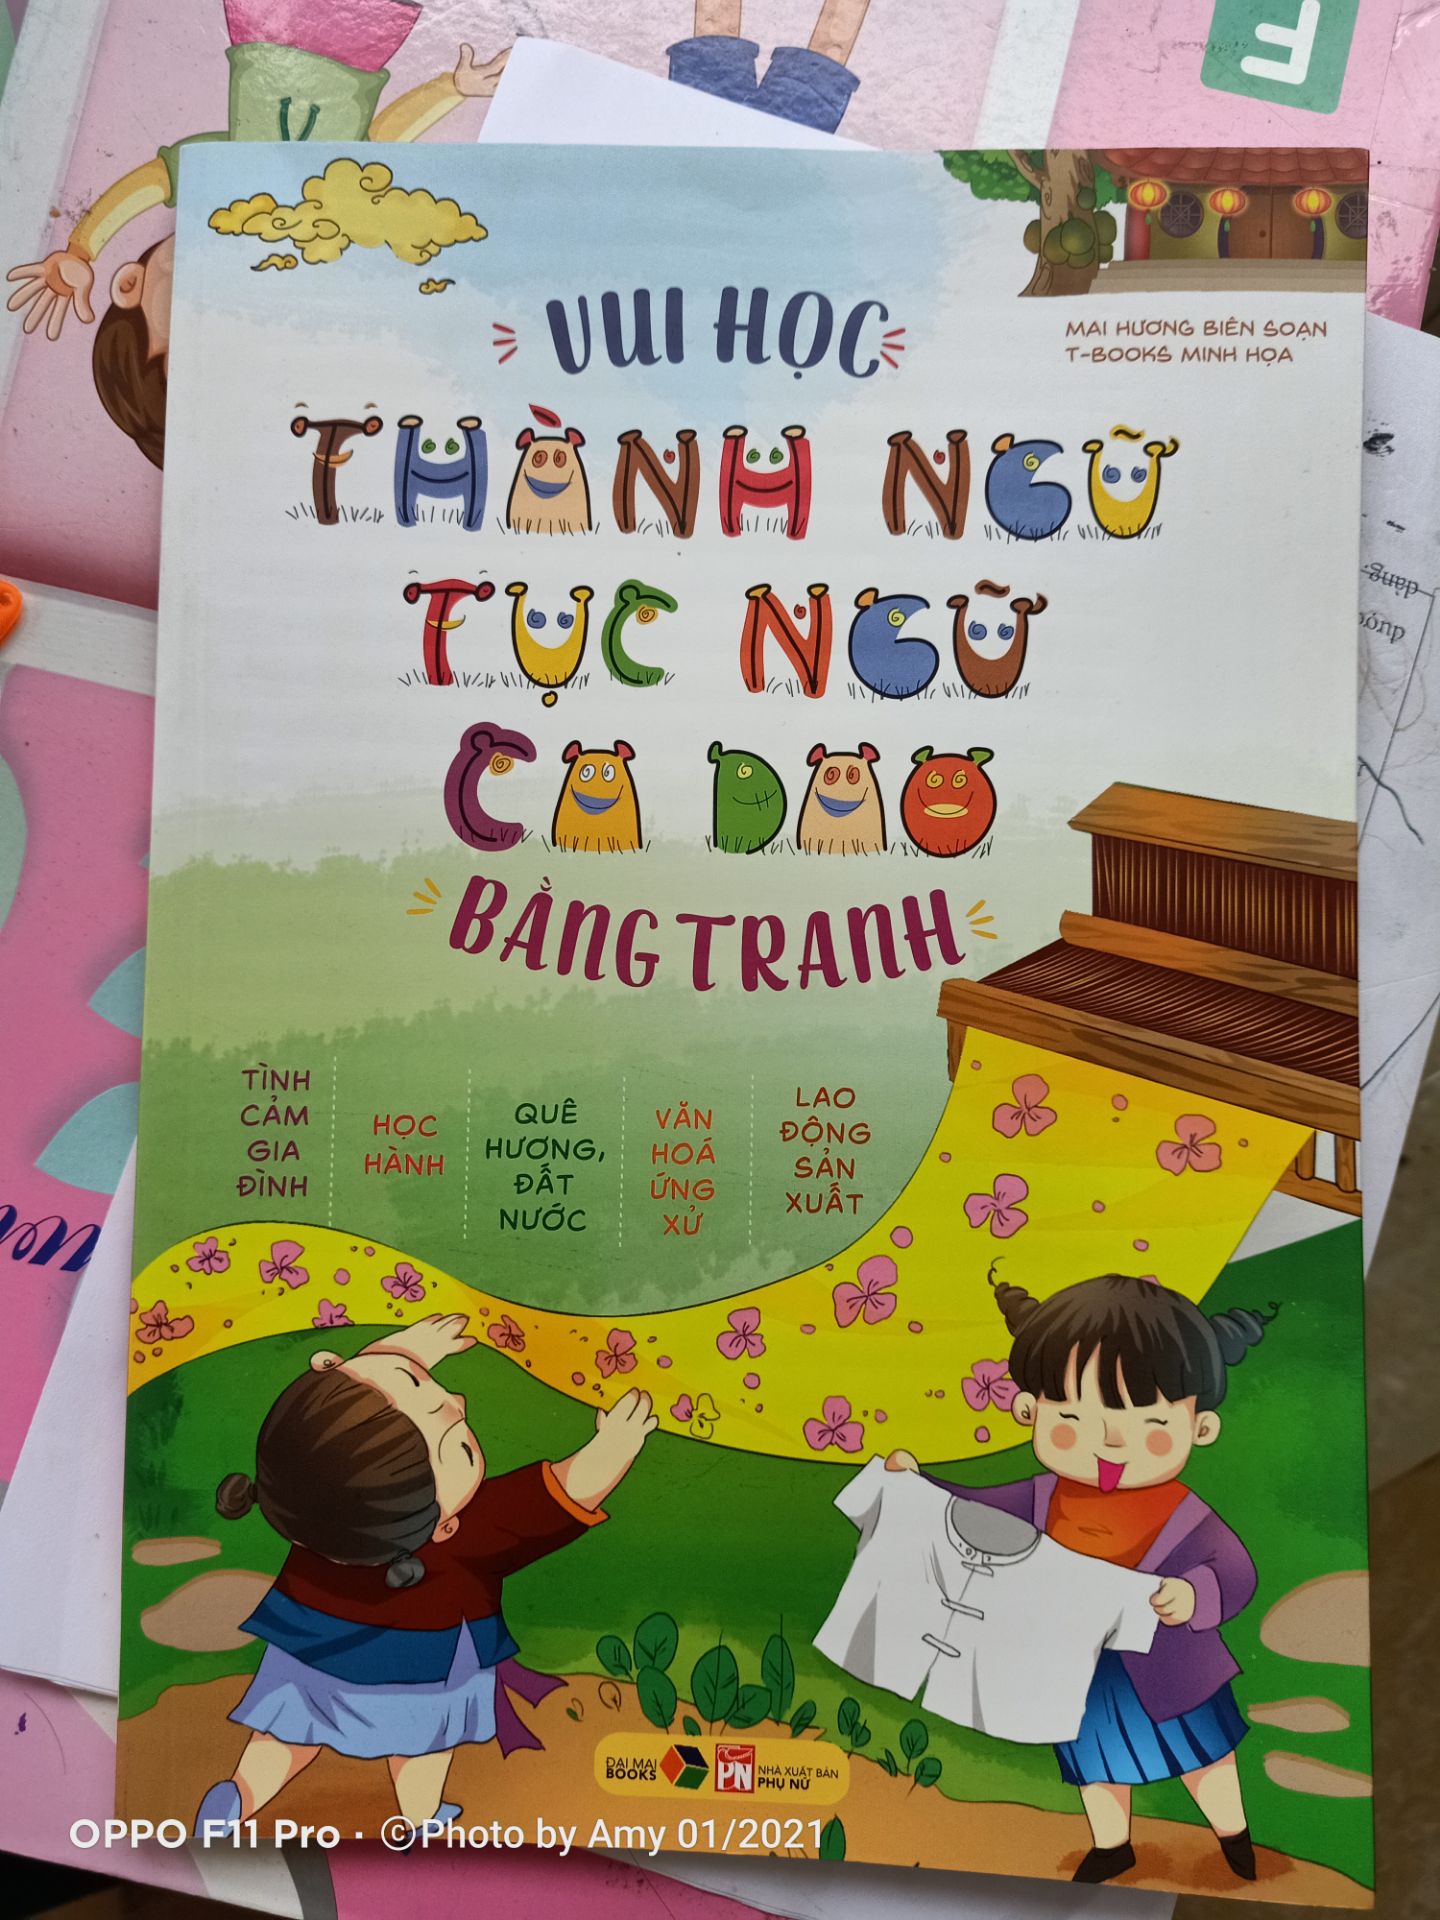 F
MAI HƯƠNG BIÊN SOẠN
T-BOOKS MINH HỌA
VUI HỌC
THÀNH NGỮ
TỤC NGỮ
CA DAO
BẰNG TRANH
TÌNH
CẢM
GIA
ĐÌNH
HỌC
HÀNH
QUÊ
HƯƠNG,
ĐẤT
NƯỚC
VĂN
HOÁ
ỨNG
XỬ
LAO
ĐỘNG
SẢN
XUẤT
ĐẠI MAI
BOOKS
PN
NHÀ XUẤT BẢN
PHỤ NỮ
OPPO F11 Pro · ©Photo by Amy 01/2021